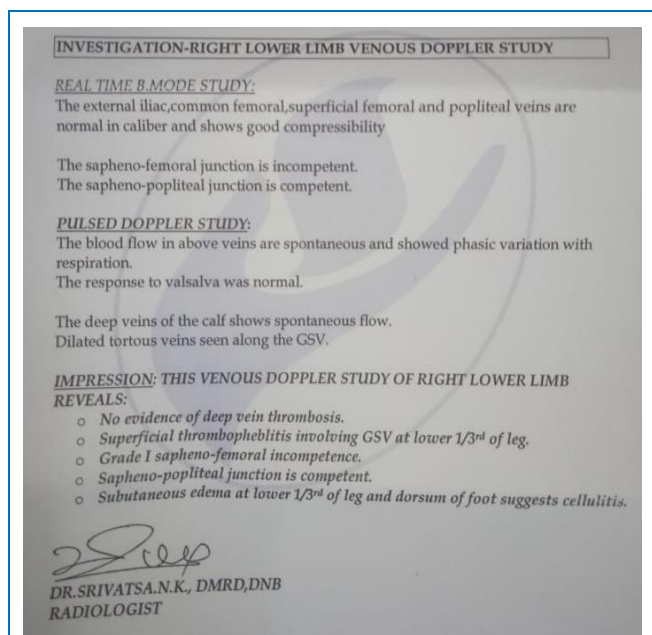 INVESTIGATION-RIGHT LOWER LIMB VENOUS DOPPLER STUDY
REAL TIME B.MODE STUDY:
The external iliac,common femoral,superficial femoral and popliteal veins are
normal in caliber and shows good compressibility
The sapheno-femoral junction is incompetent.
The sapheno-popliteal junction is competent.
PULSED DOPPLER STUDY:
The blood flow in above veins are spontaneous and showed phasic variation with
respiration.
The response to valsalva was normal.
The deep veins of the calf shows spontaneous flow.
Dilated tortous veins seen along the GSV.
IMPRESSION: THIS VENOUS DOPPLER STUDY OF RIGHT LOWER LIMB
REVEALS:
o No evidence of deep vein thrombosis.
o Superficial thrombopheblitis involving GSV at lower 1/3rd of leg.
o Grade I sapheno-femoral incompetence.
o Sapheno-popliteal junction is competent.
o Subutaneous edema at lower 1/3rd of leg and dorsum of foot suggests cellulitis.
DR.SRIVATSA.N.K., DMRD,DNB
RADIOLOGIST